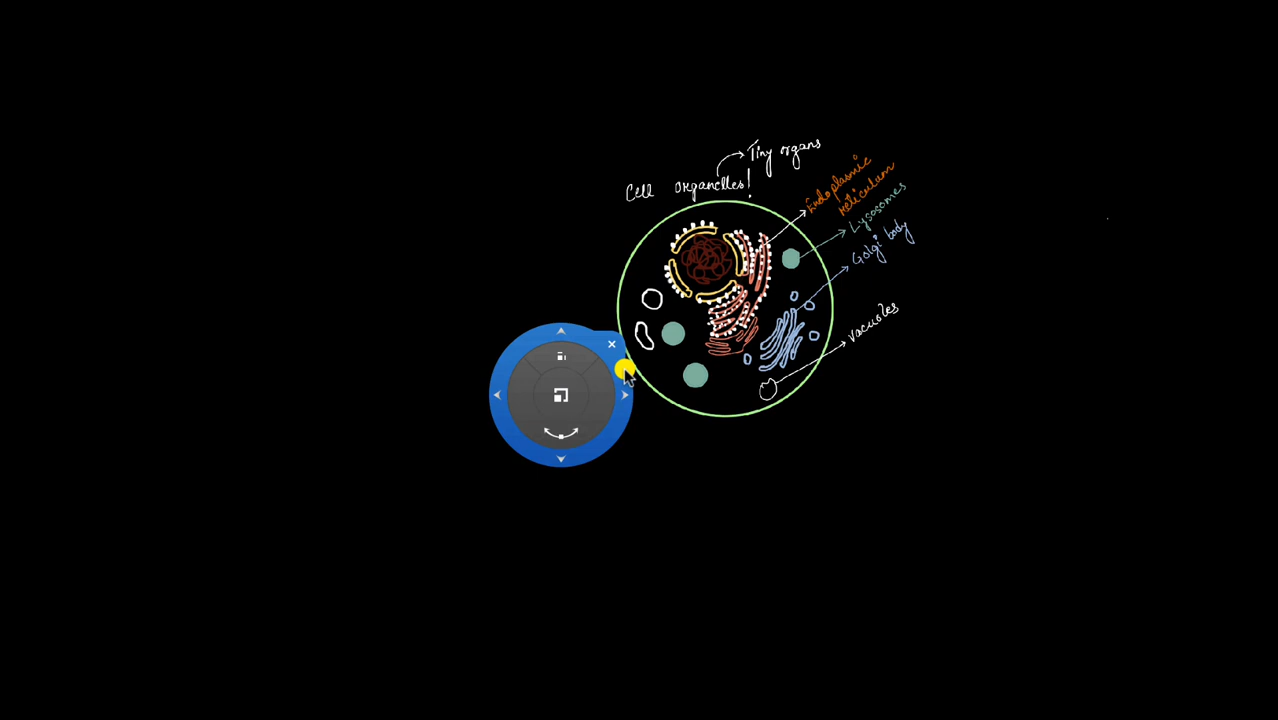 Tiny organs
Cell organelles!
Endoplasmic
reticulum
Lysosomes
Golgi body
vacuoles